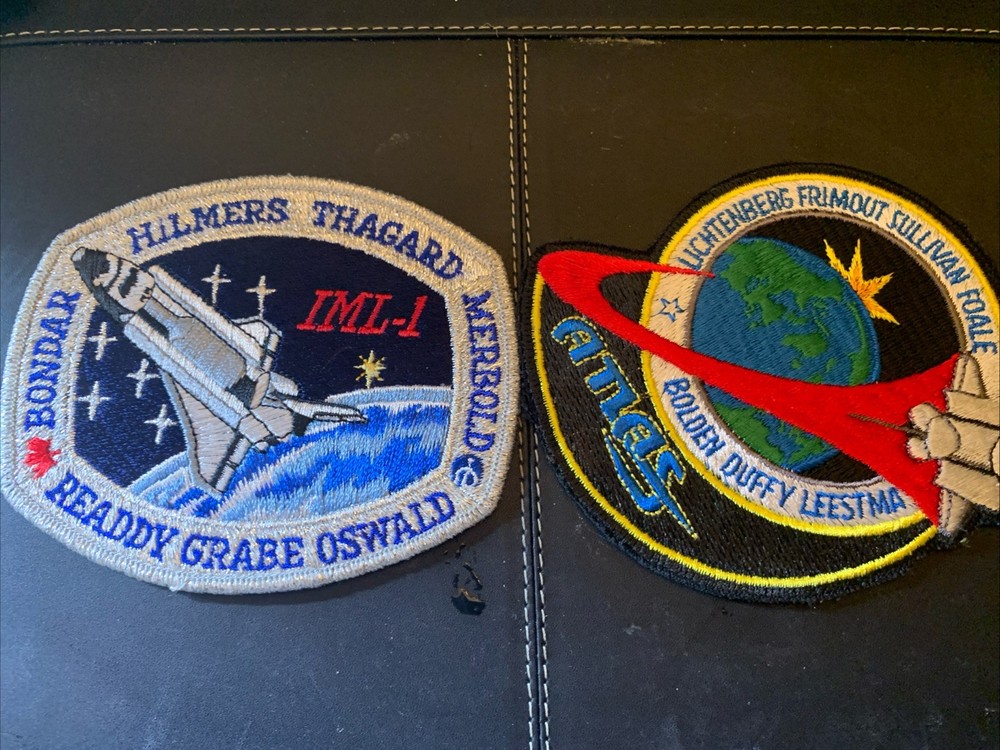 BONDAR HiLMERS THAGARD MERBOLD
IML-1
READDY GRABE OSWALD
LICHTENBERG FRIMOUT SULLIVAN FOALE
ATLAS
BOLDEN DUFFY LEESTMA